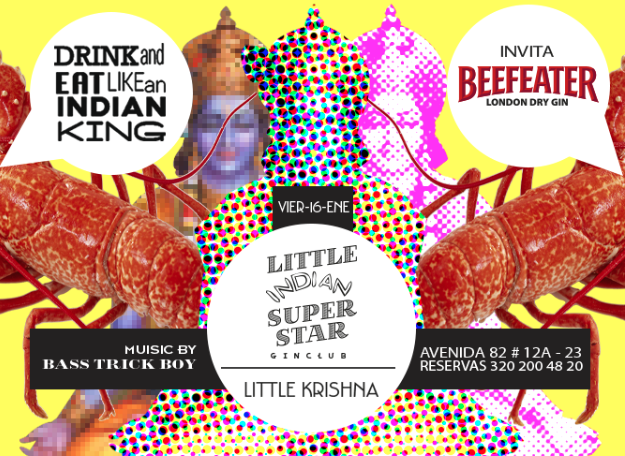 DRINK and
EAT LIKE an
INDIAN
KING
INVITA
BEEFEATER
LONDON DRY GIN
VIER-16-ENE
LITTLE
INDIAN
SUPER
STAR
GINCLUB
LITTLE KRISHNA
MUISIC BY
BASS TRICK BOY
AVENIDA 82 # 12A - 23
RESERVAS 320 200 48 20